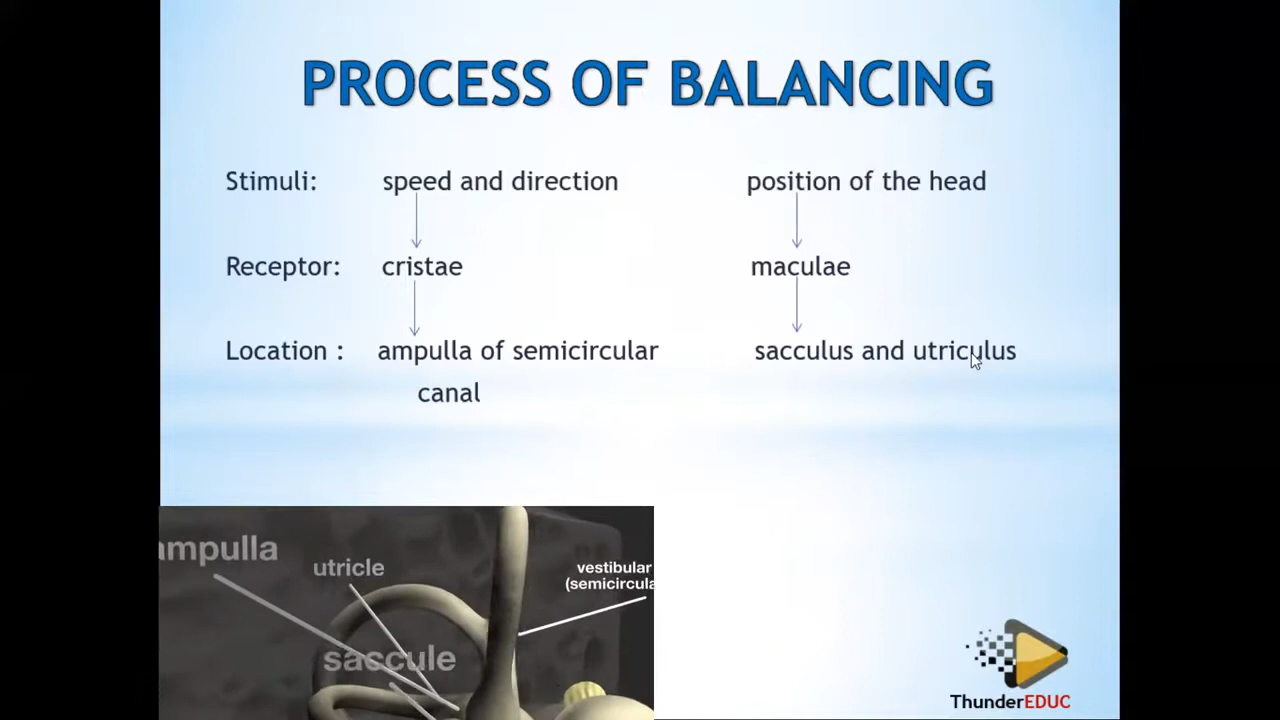 PROCESS OF BALANCING
Stimuli: speed and direction position of the head
Receptor: cristae maculae
Location : ampulla of semicircular sacculus and utriculus
canal
ampulla
utricle
vestibular
(semicircula
saccule
ThunderEDUC